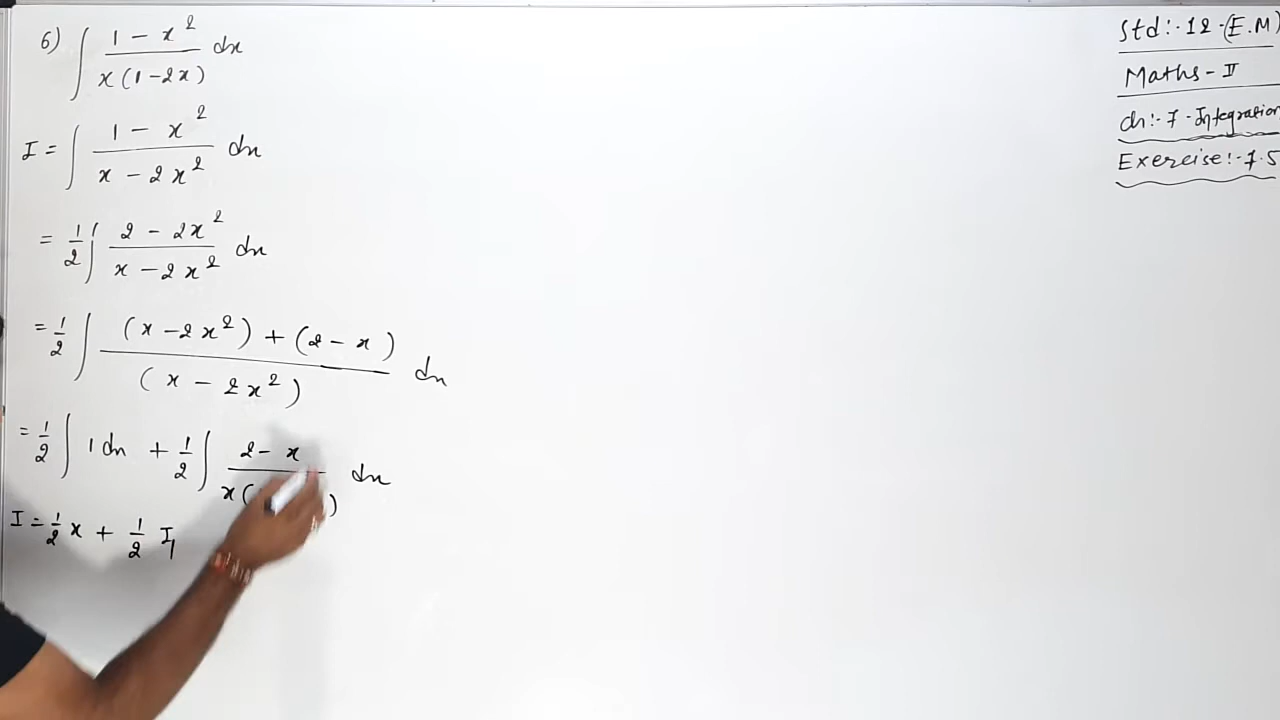 6) ∫ (1 - x²)/(x(1-2x)) dx
I = ∫ (1 - x²)/(x - 2x²) dx
= 1/2 ∫ (2 - 2x²)/(x - 2x²) dx
= 1/2 ∫ ((x - 2x²) + (2 - x))/((x - 2x²)) dx
= 1/2 ∫ 1 dx + 1/2 ∫ (2 - x)/(x( )) dx
I = 1/2 x + 1/2 I₁
Std:- 12 - (E.M)
Maths - II
Ch:- 7 - Integration
Exercise:- 7.5